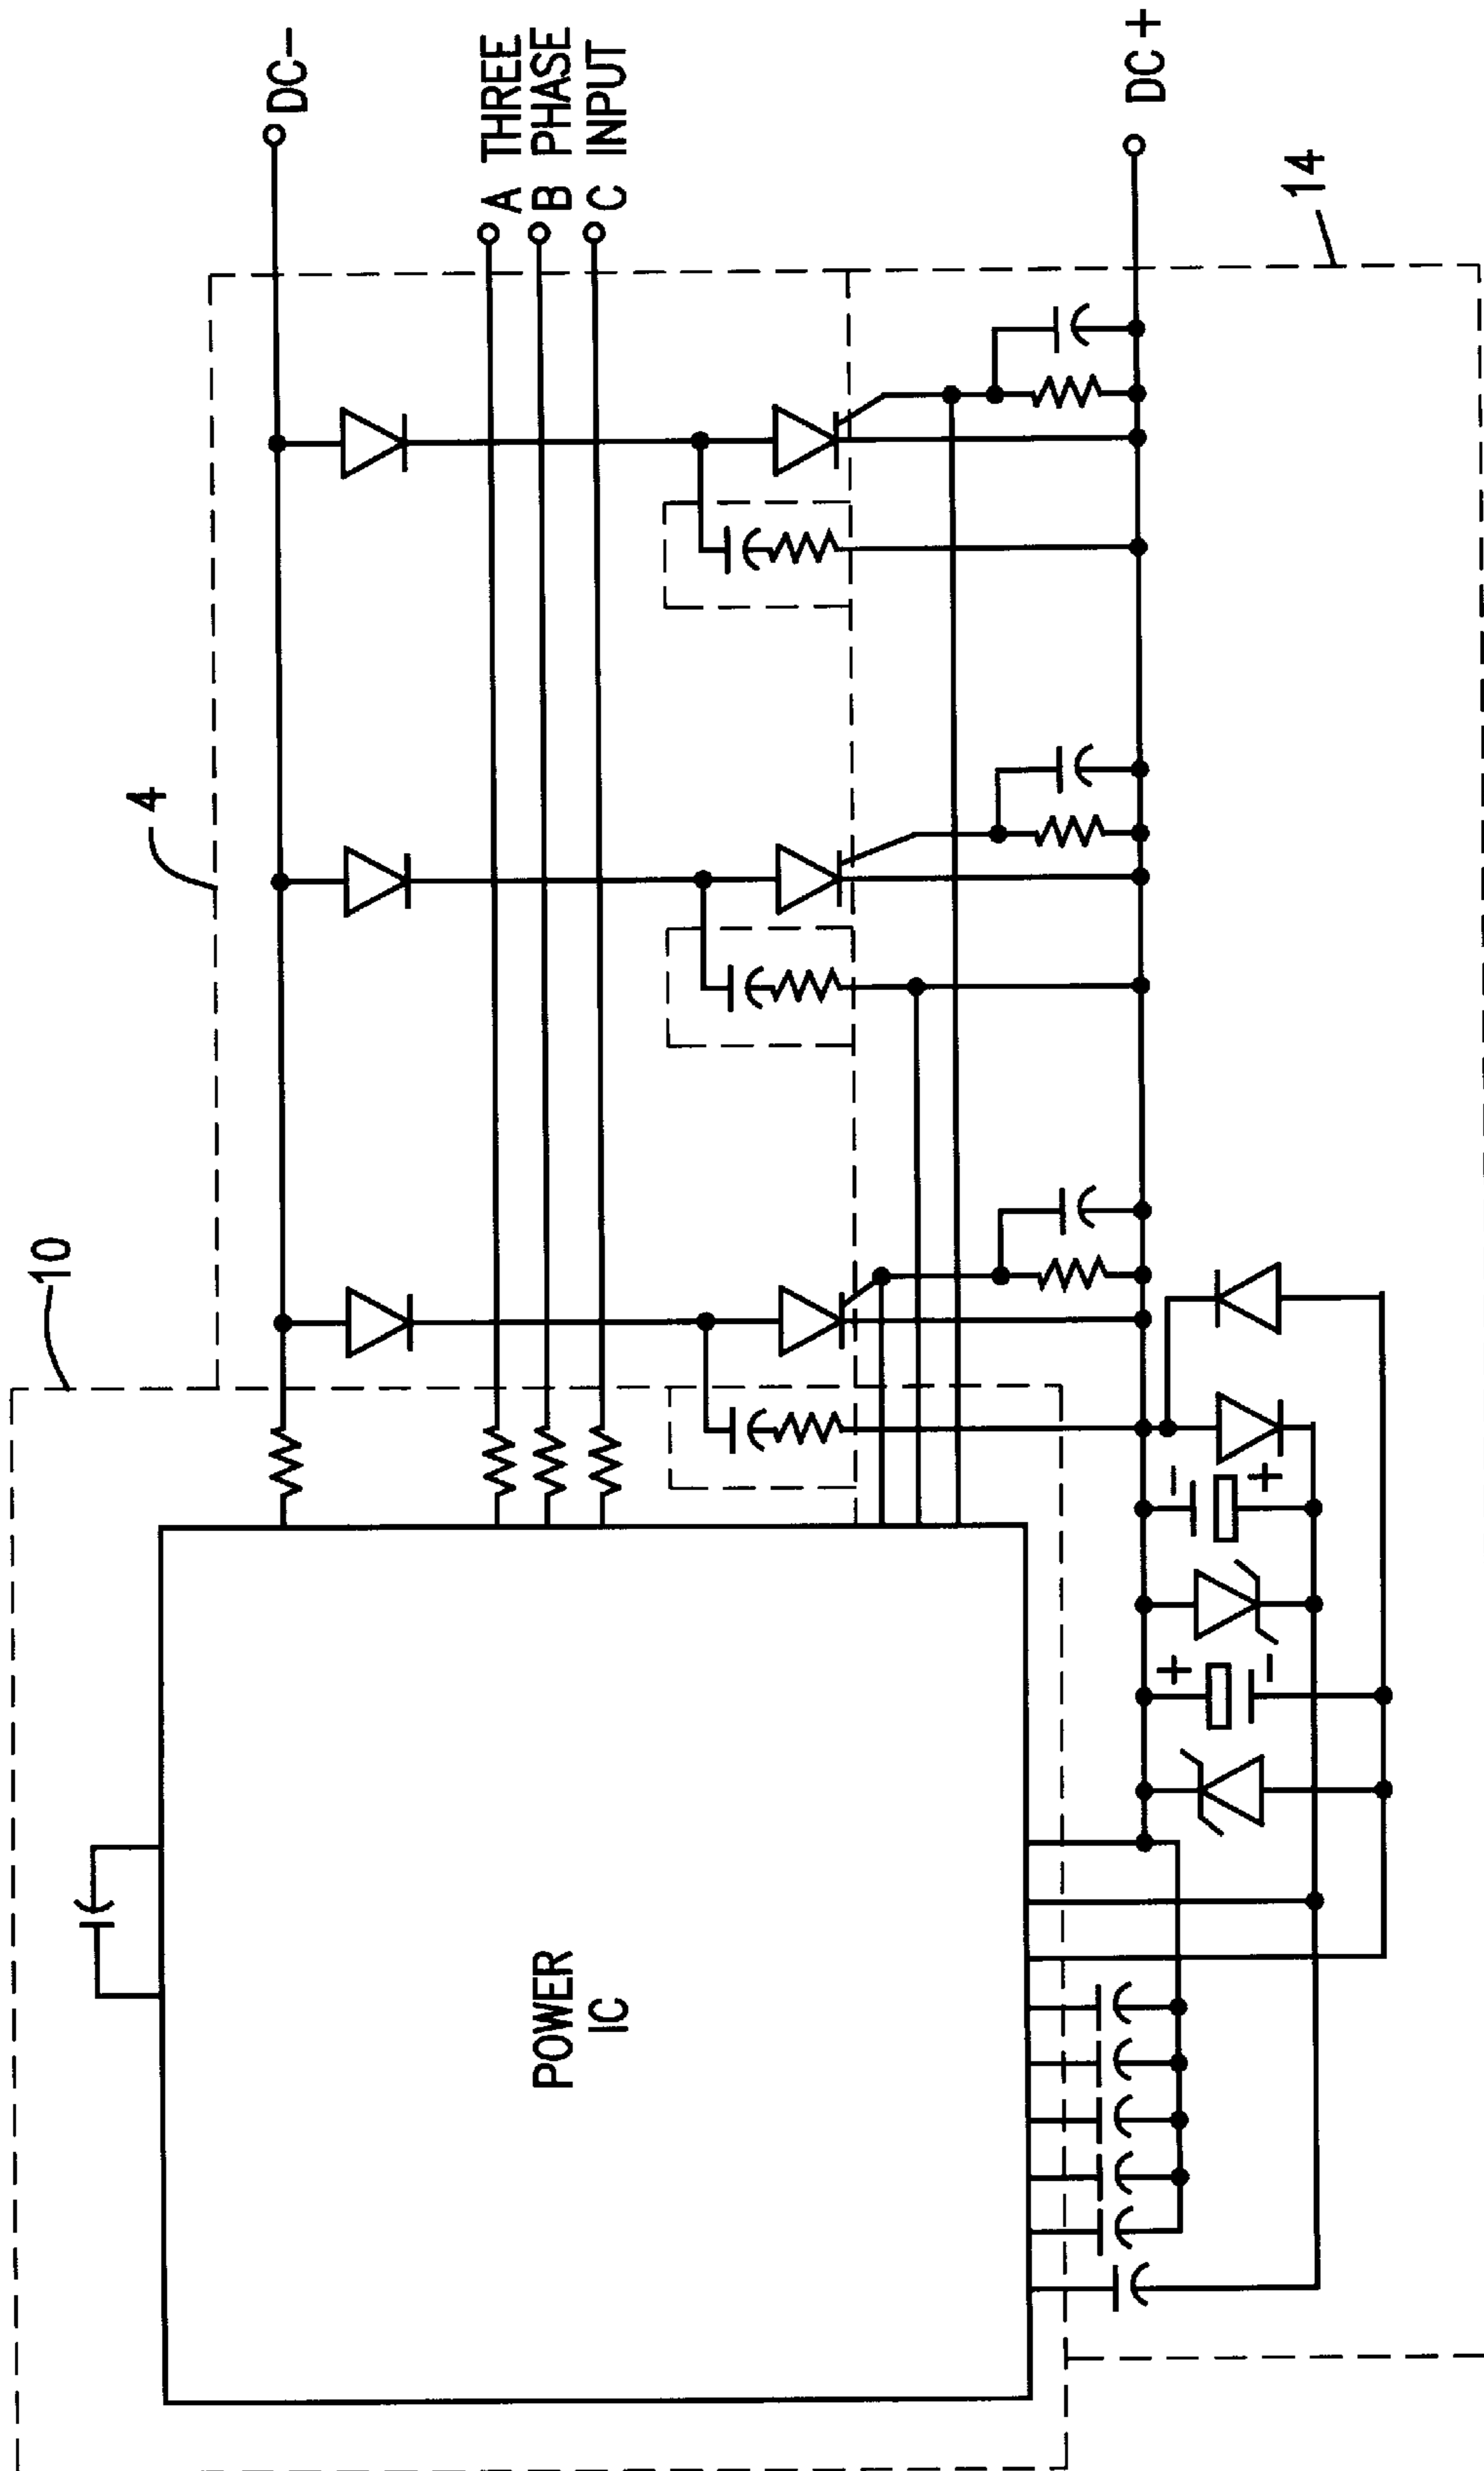 10
4
14
DC-
A THREE
B PHASE
C INPUT
DC+
POWER
IC
-
+
+
-